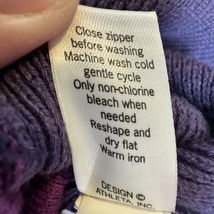 Close zipper
before washing
Machine wash cold
gentle cycle
Only non-chlorine
bleach when
needed
Reshape and
dry flat
Warm iron
DESIGN ©
ATHLETA, INC.